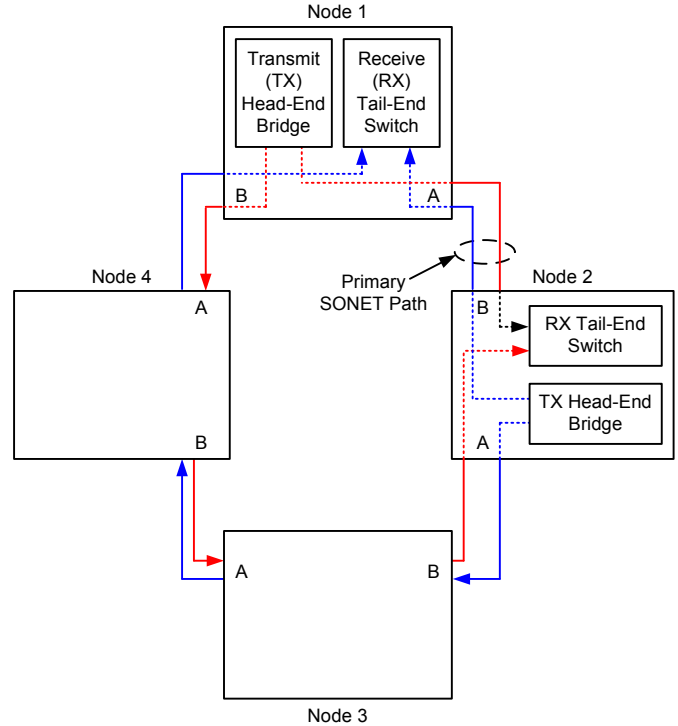 Node 1
Transmit
(TX)
Head-End
Bridge
Receive
(RX)
Tail-End
Switch
B
A
Primary
SONET Path
Node 4
A
B
Node 2
B
RX Tail-End
Switch
TX Head-End
Bridge
A
A
B
Node 3